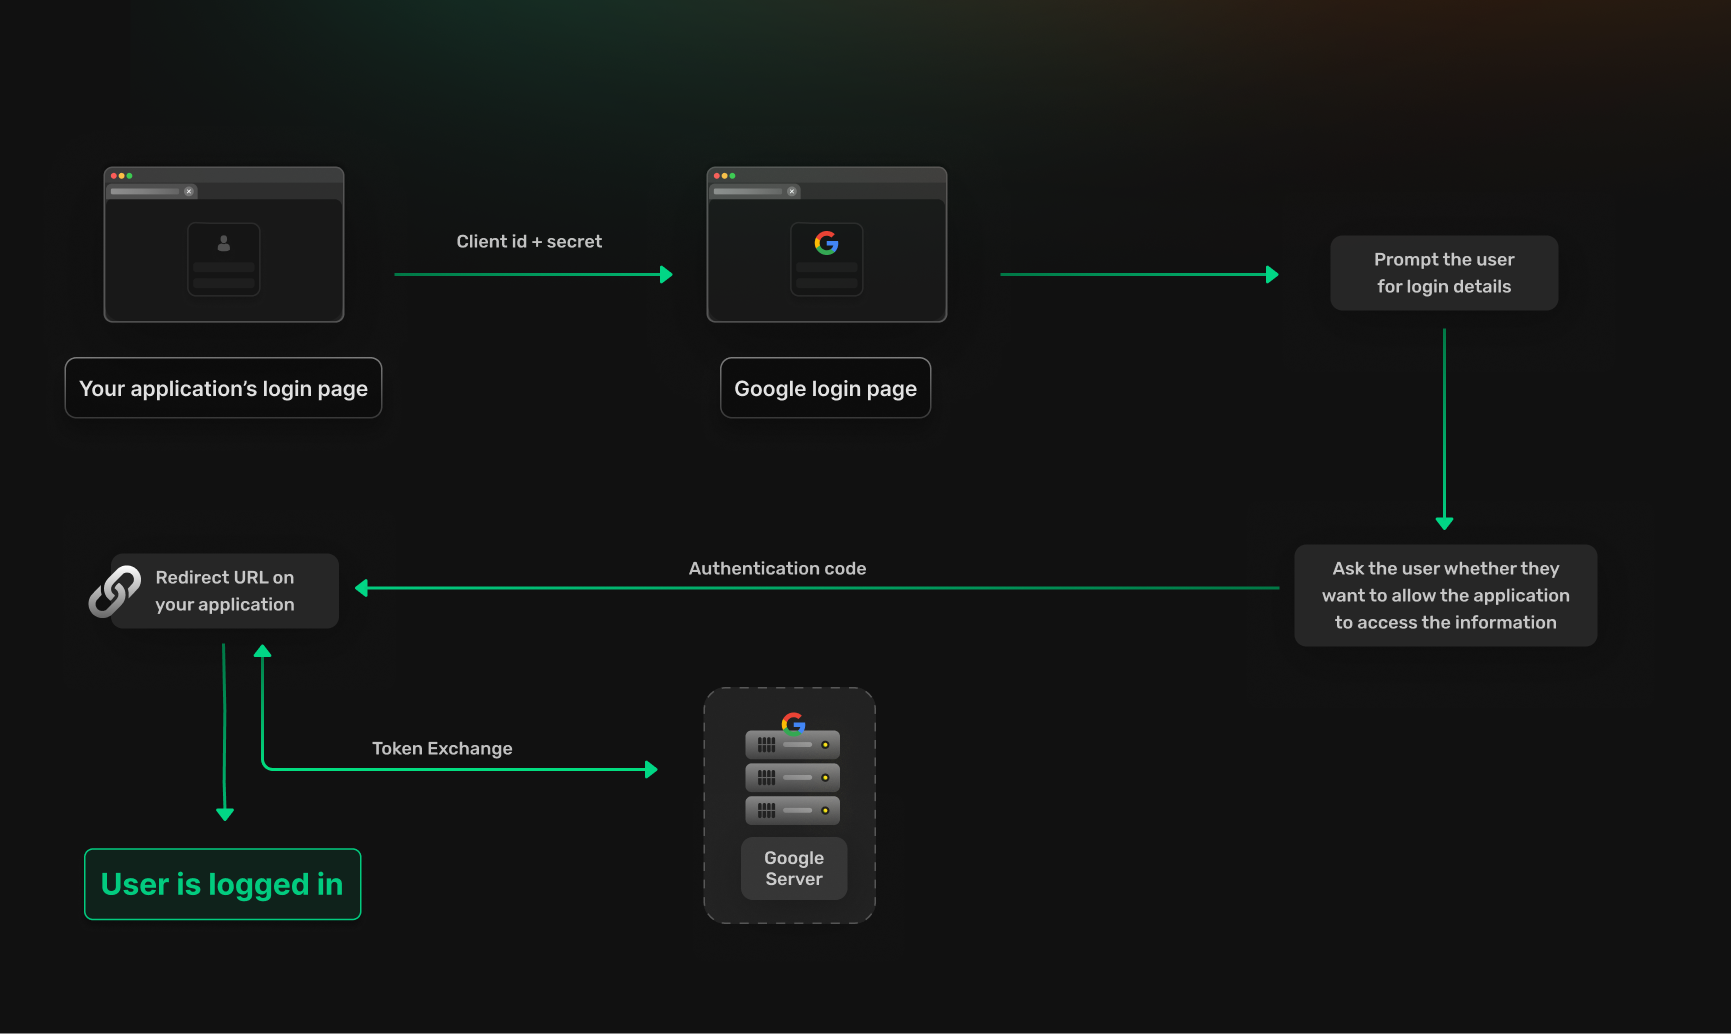 Client id + secret
Prompt the user
for login details
Your application's login page
Google login page
Authentication code
Redirect URL on
your application
Ask the user whether they
want to allow the application
to access the information
Token Exchange
Google
Server
User is logged in